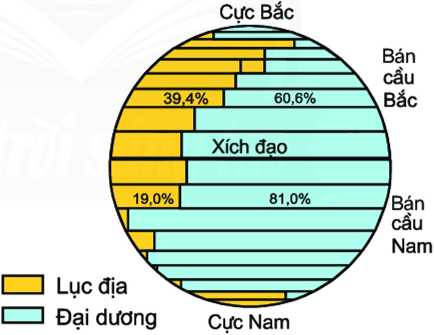 Cực Bắc
Bán
cầu
Bắc
39,4% 60,6%
Xích đạo
19,0% 81,0%
Bán
cầu
Nam
Lục địa
Đại dương
Cực Nam